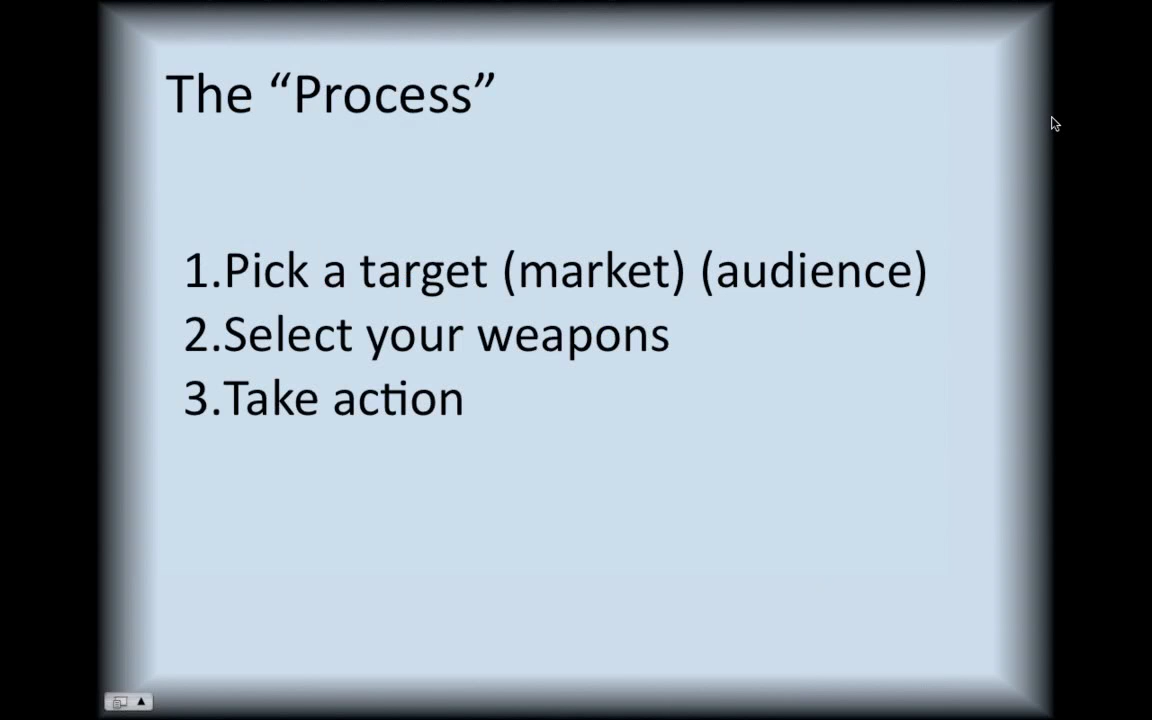 The “Process”
1.Pick a target (market) (audience)
2.Select your weapons
3.Take action